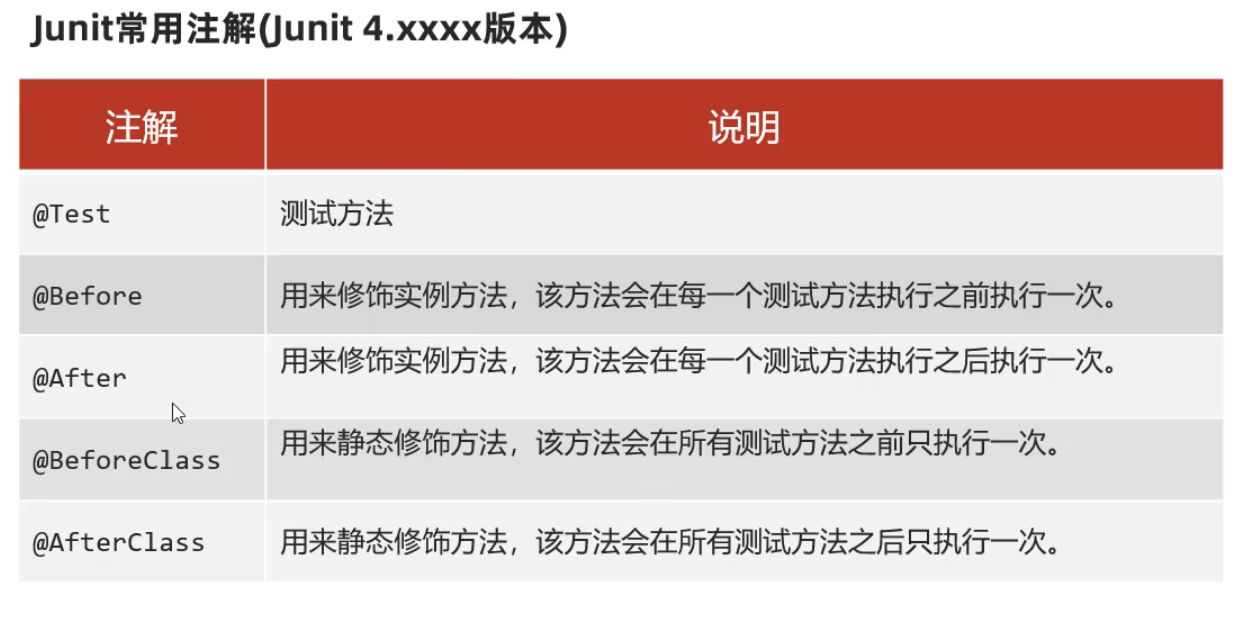 Junit常用注解(Junit 4.xxxx版本)
注解 说明
@Test 测试方法
@Before 用来修饰实例方法，该方法会在每一个测试方法执行之前执行一次。
@After 用来修饰实例方法，该方法会在每一个测试方法执行之后执行一次。
@BeforeClass 用来静态修饰方法，该方法会在所有测试方法之前只执行一次。
@AfterClass 用来静态修饰方法，该方法会在所有测试方法之后只执行一次。